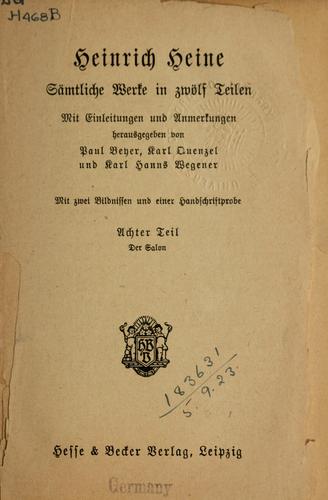 H468B
Heinrich Heine
Sämtliche Werke in zwölf Teilen
Mit Einleitungen und Anmerkungen
herausgegeben von
Paul Beyer, Karl Quenzel
und Karl Hanns Wegener
Mit zwei Bildnissen und einer Handschriftprobe
Achter Teil
Der Salon
HB
V
183631
5.9.23.
Hesse & Becker Verlag, Leipzig
Germany